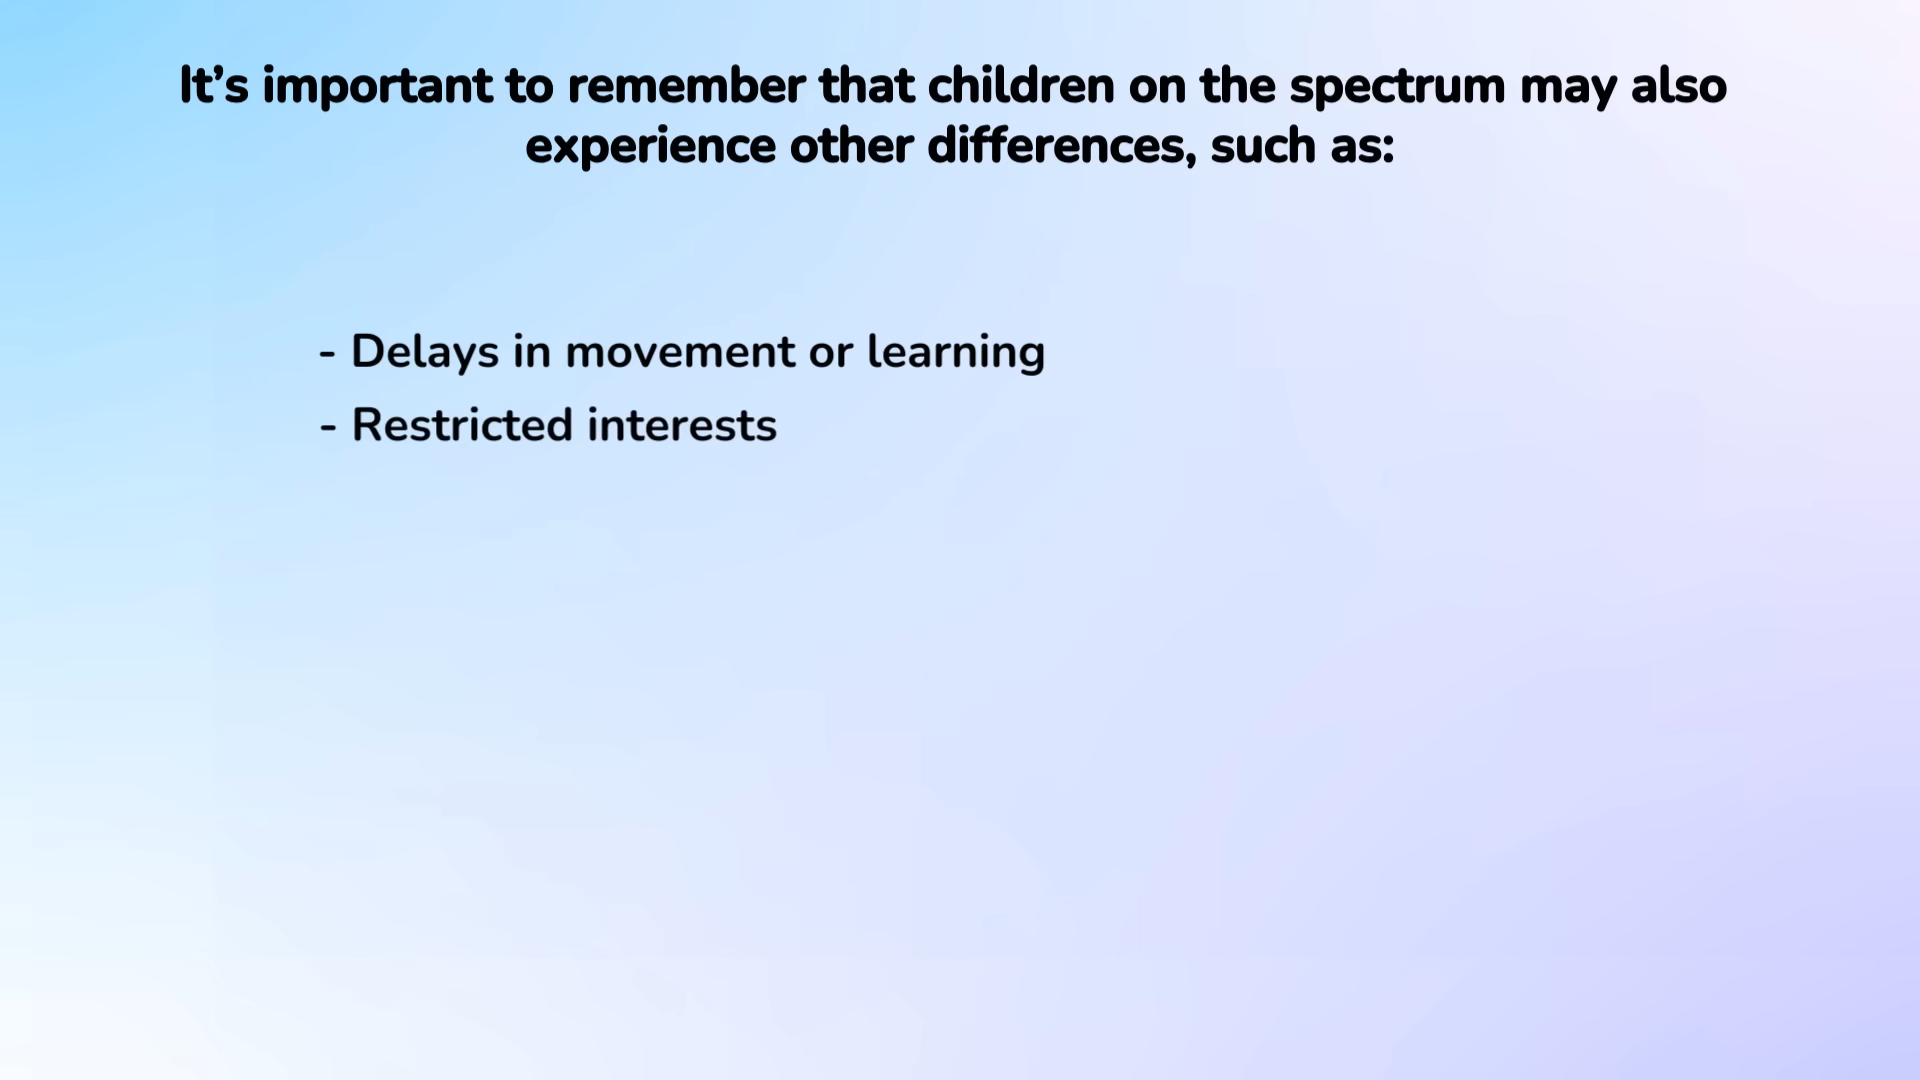 It’s important to remember that children on the spectrum may also
experience other differences, such as:
- Delays in movement or learning
- Restricted interests